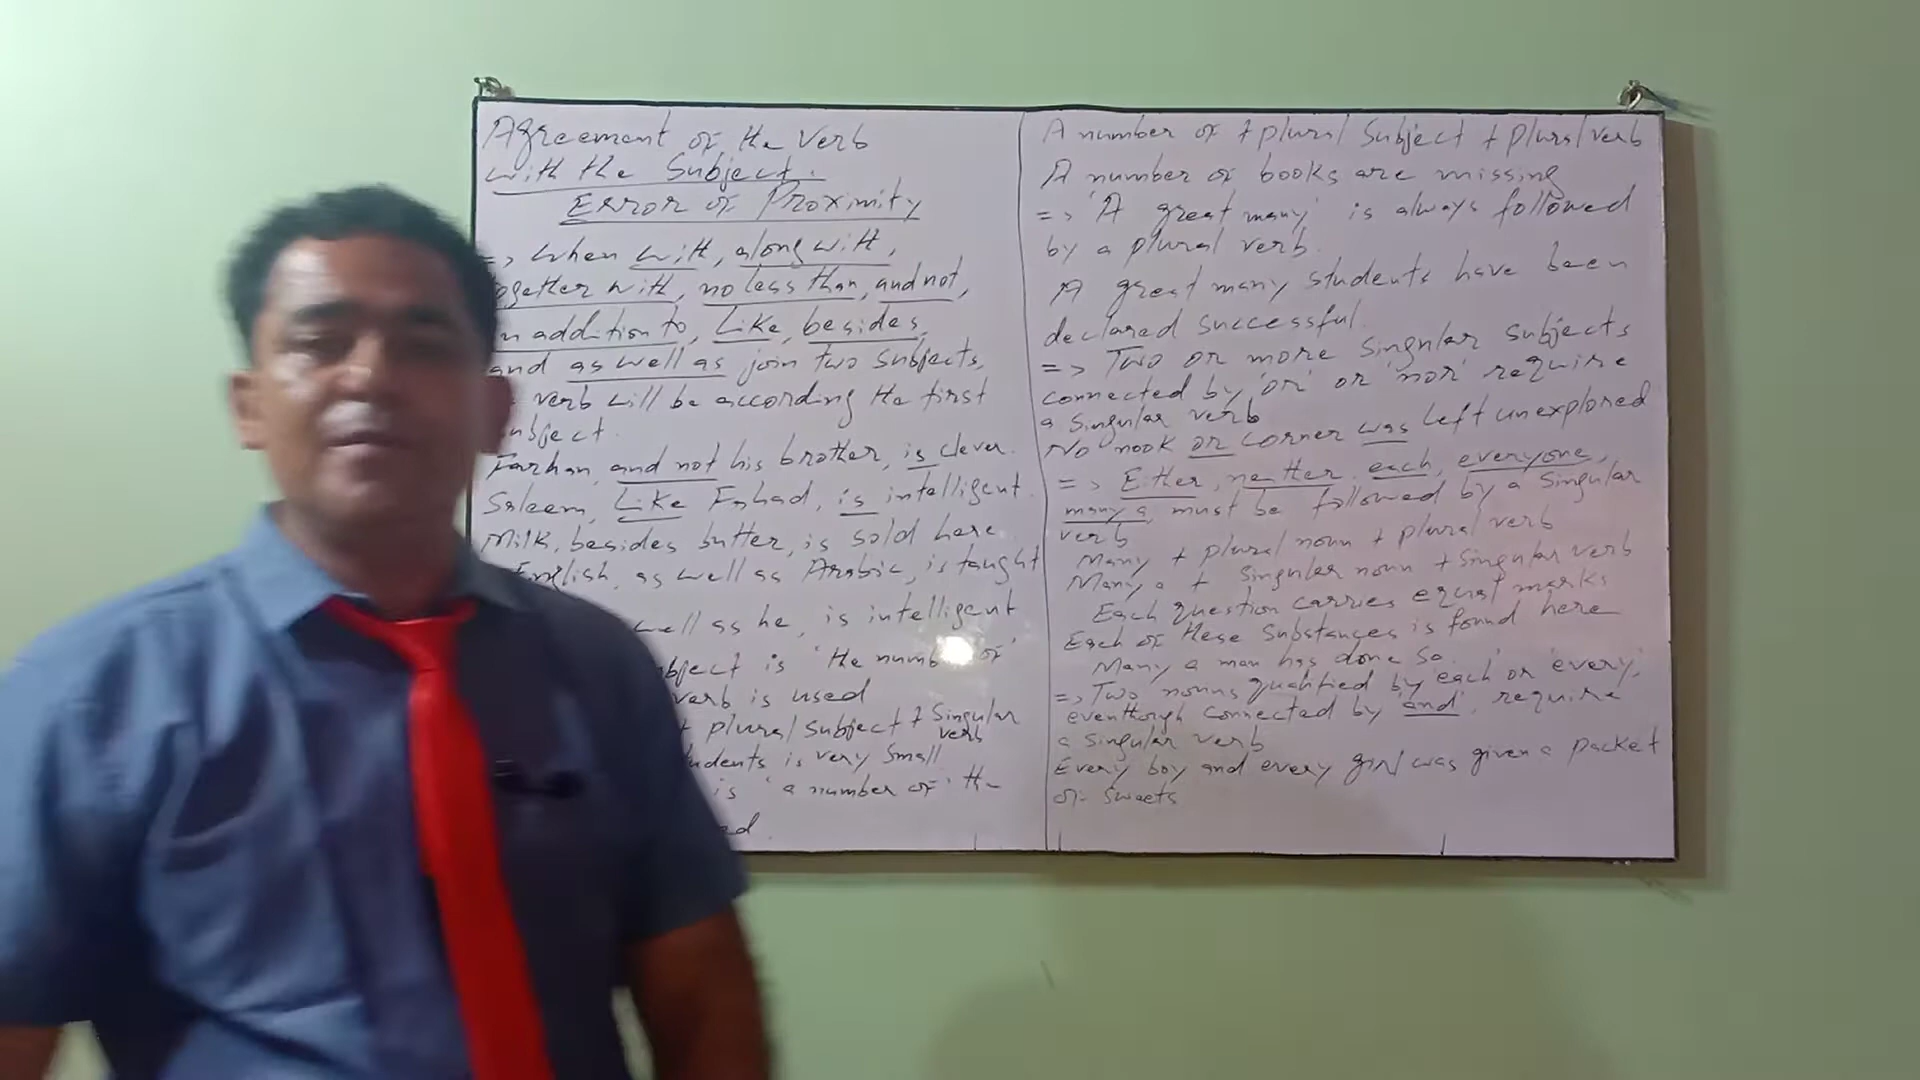 Agreement of the Verb
with the Subject.
Error of Proximity
=> when with, along with,
ogether with, no less than, and not,
n addition to, Like, besides,
and as well as join two subjects,
verb will be according the first
ubject.
Farhan, and not his brother, is clever.
Saleem, Like Fahad, is intelligent.
Milk, besides butter, is sold here.
English, as well as Arabic, is taught
well as he, is intelligent
bject is 'the number of',
verb is used
+ plural subject + Singular
verb
udents is very small
is 'a number of' the
ed.
A number of + plural subject + plural verb
A number of books are missing
=> 'A great many' is always followed
by a plural verb.
A great many students have been
declared successful.
=> Two or more singular subjects
connected by 'or' or 'nor' require
a singular verb
No nook or corner was left unexplored
=> Either, neither, each, everyone,
many a, must be followed by a singular
verb
Many + plural noun + plural verb
Many a + singular noun + singular verb
Each question carries equal marks
Each of these substances is found here
Many a man has done so.
=> Two nouns qualified by 'each' or 'every',
eventhough connected by 'and', require
a singular verb
Every boy and every girl was given a packet
of sweets